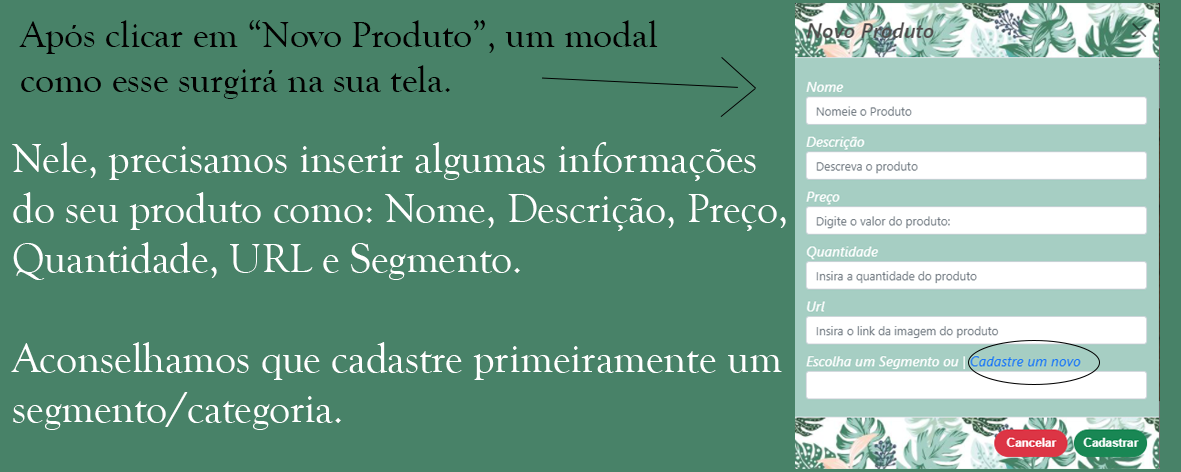 Após clicar em “Novo Produto”, um modal
como esse surgirá na sua tela.
Nele, precisamos inserir algumas informações
do seu produto como: Nome, Descrição, Preço,
Quantidade, URL e Segmento.
Aconselhamos que cadastre primeiramente um
segmento/categoria.
Novo Produto
Nome
Nomeie o Produto
Descrição
Descreva o produto
Preço
Digite o valor do produto:
Quantidade
Insira a quantidade do produto
Url
Insira o link da imagem do produto
Escolha um Segmento ou | Cadastre um novo
Cancelar Cadastrar